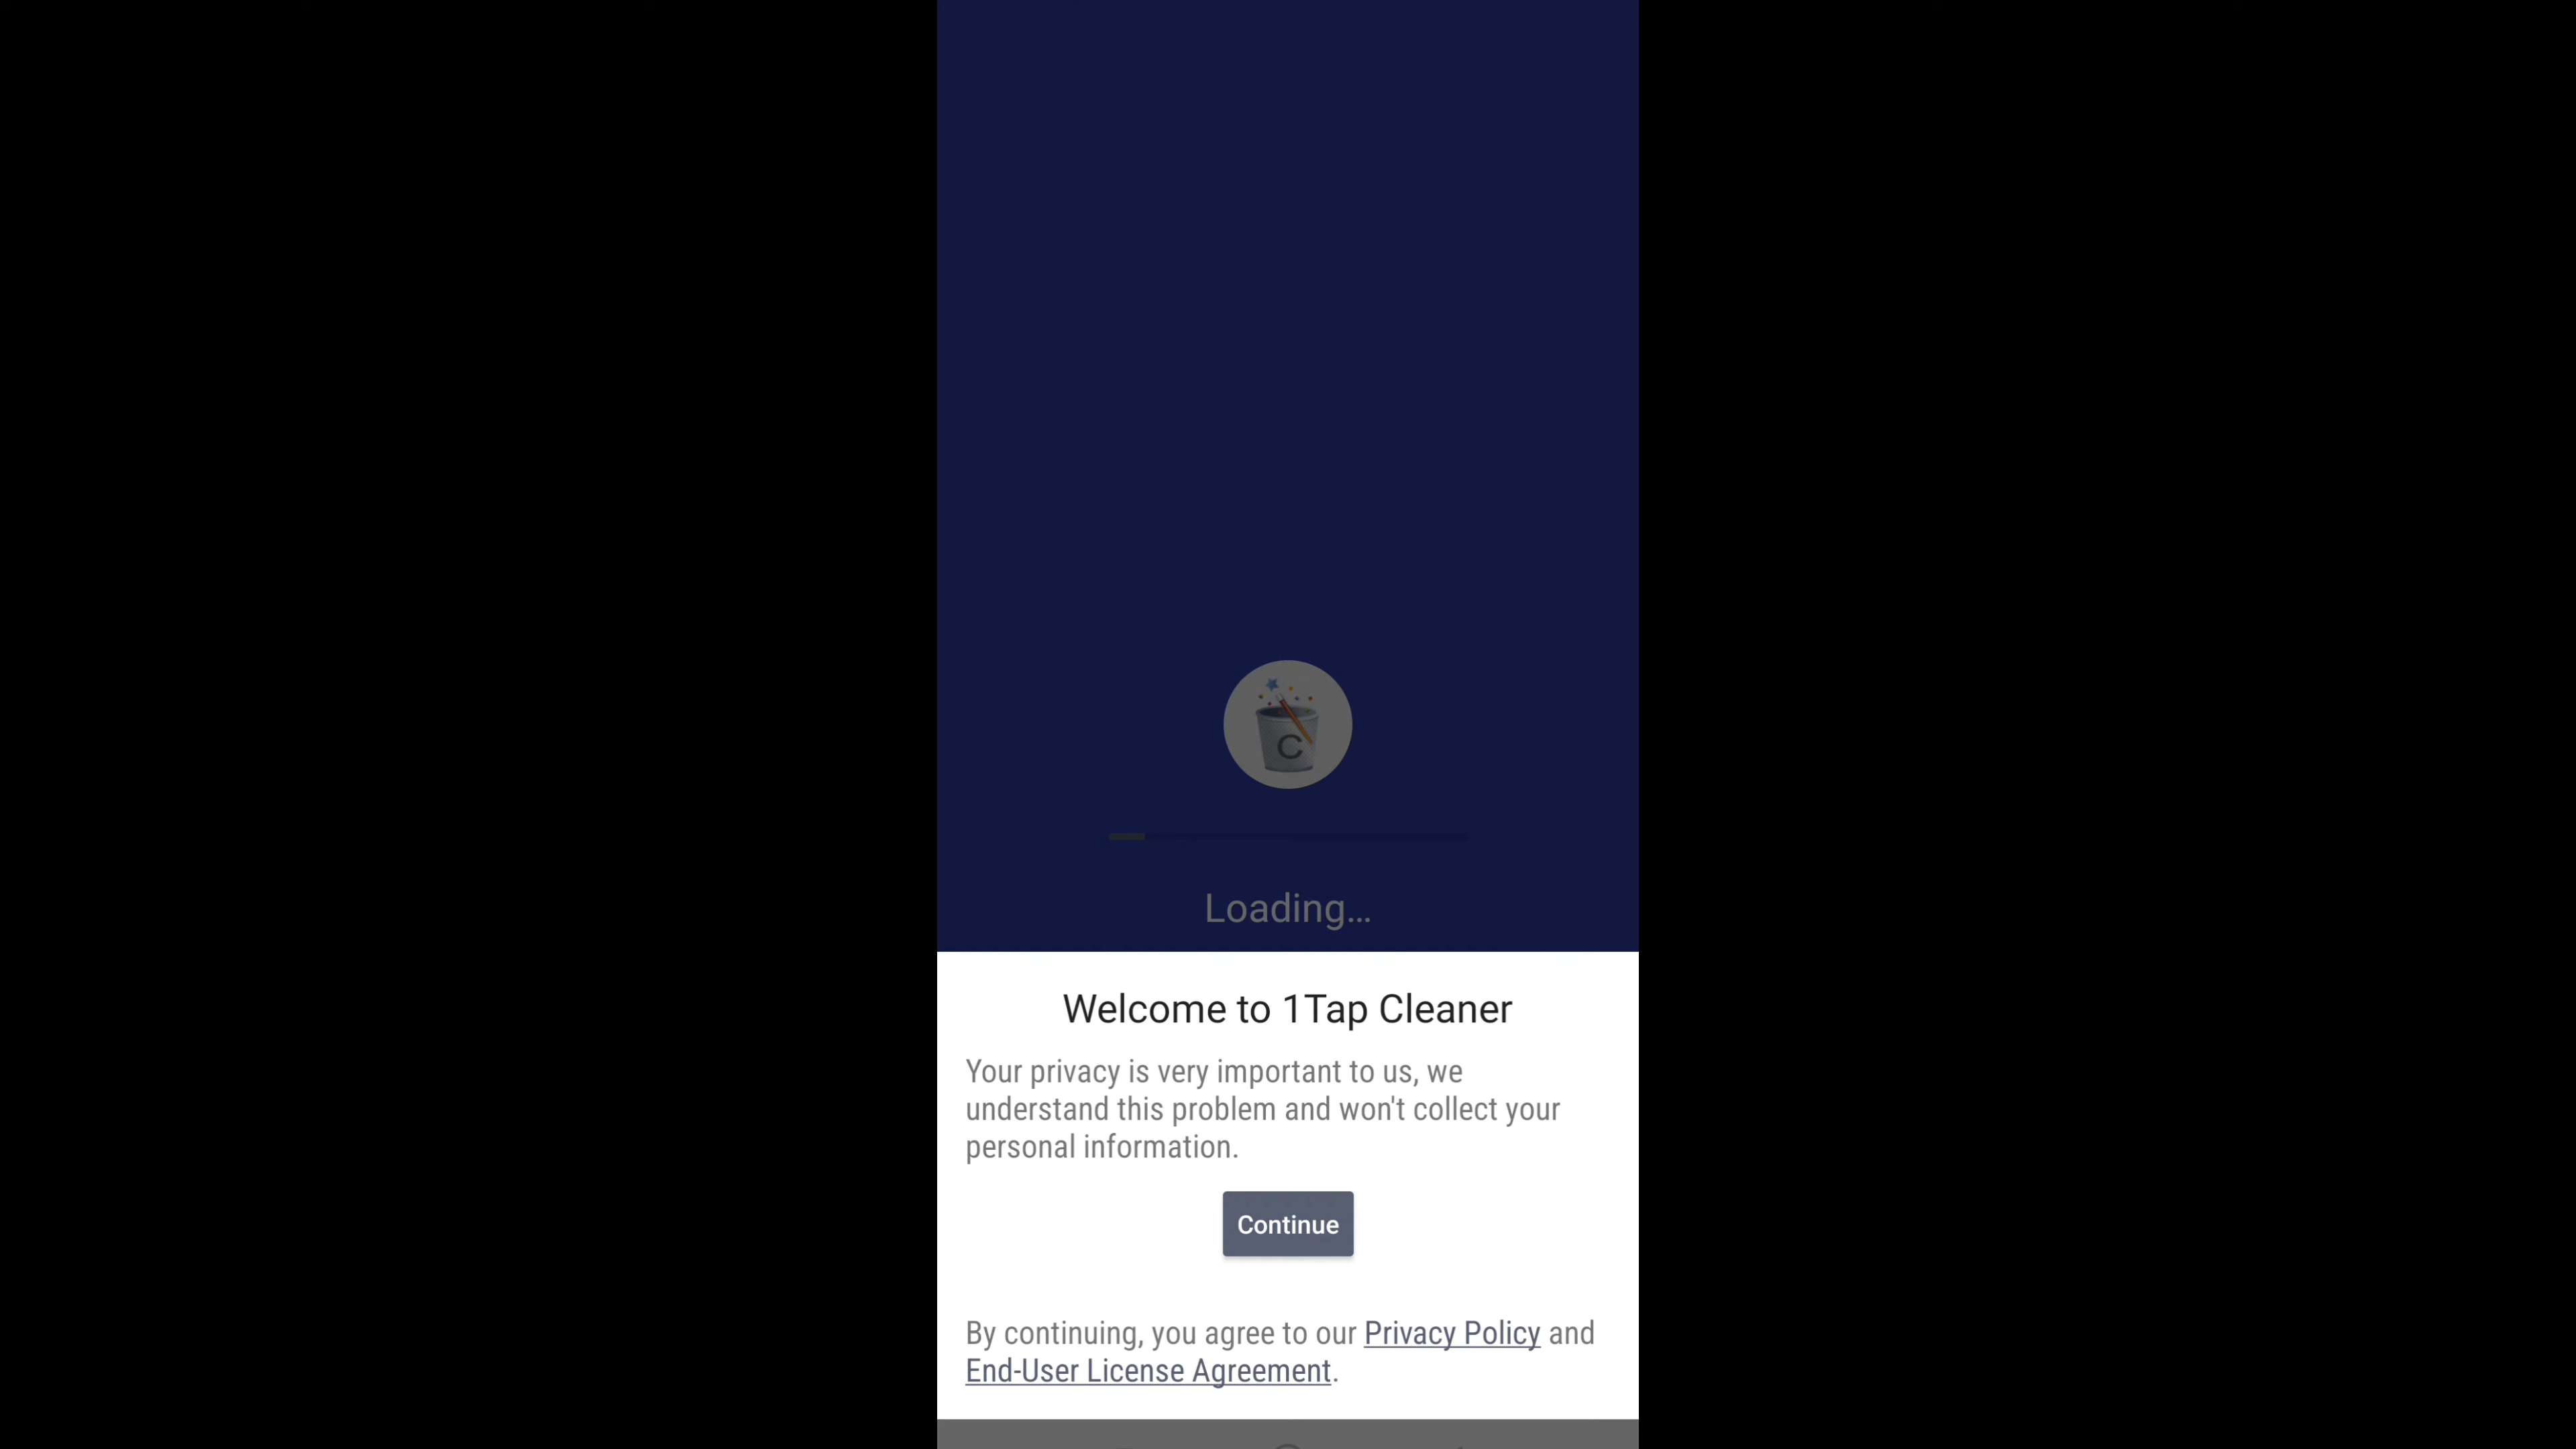 C
Loading...
Welcome to 1Tap Cleaner
Your privacy is very important to us, we
understand this problem and won't collect your
personal information.
Continue
By continuing, you agree to our Privacy Policy and
End-User License Agreement.